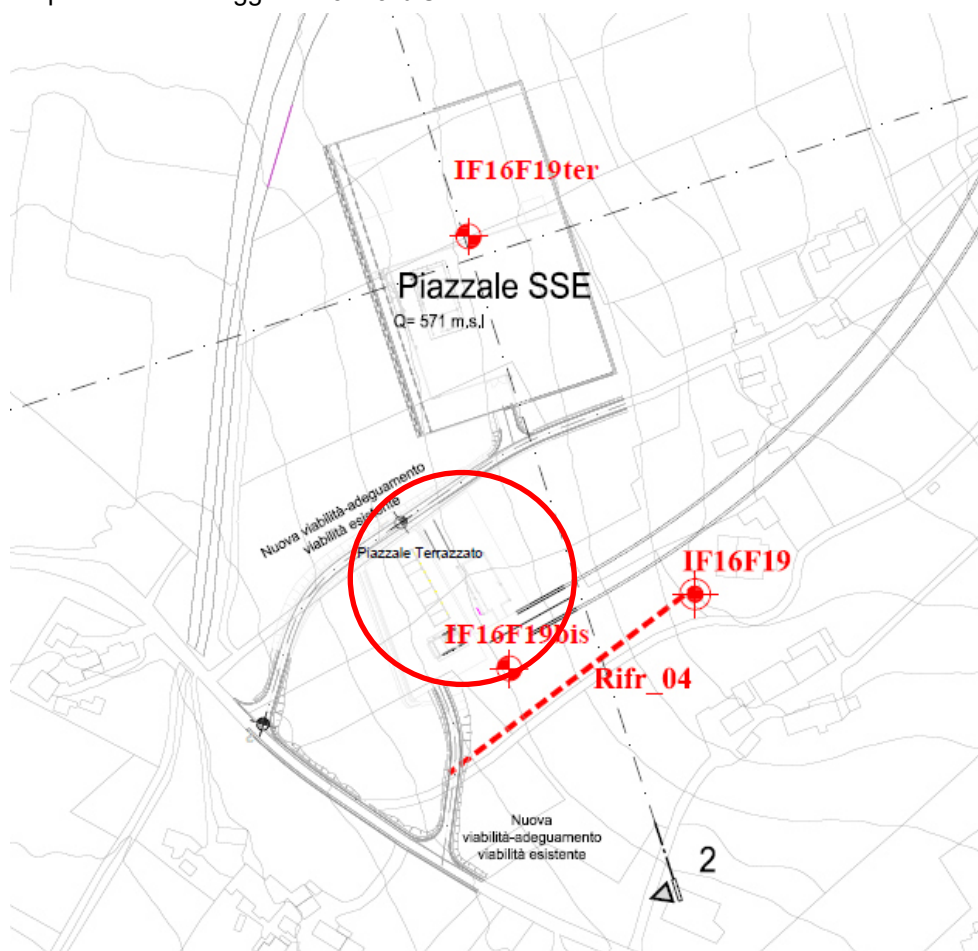 IF16F19ter
Piazzale SSE
Q= 571 m.s.l
Nuova viabilità-adeguamento
viabilità esistente
Piazzale Terrazzato
IF16F19
IF16F19bis
Rifr_04
Nuova
viabilità-adeguamento
viabilità esistente
2